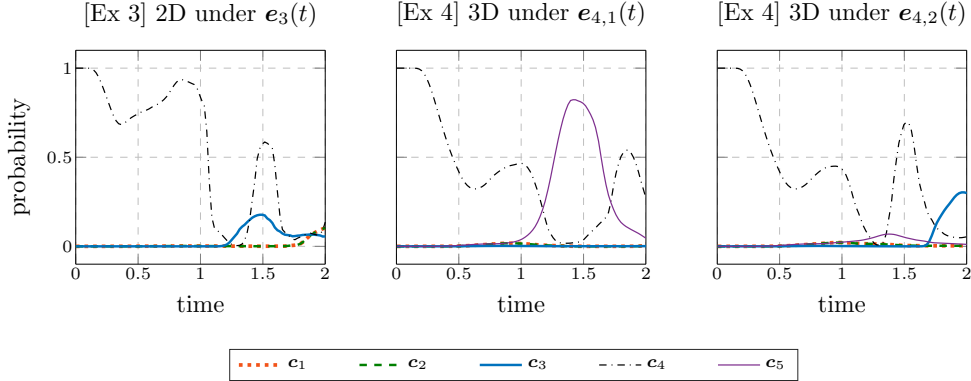 [Ex 3] 2D under e₃(t) [Ex 4] 3D under e₄,₁(t) [Ex 4] 3D under e₄,₂(t)
probability
1
0.5
0
0 0.5 1 1.5 2 0 0.5 1 1.5 2 0 0.5 1 1.5 2
time time time
c₁ c₂ c₃ c₄ c₅